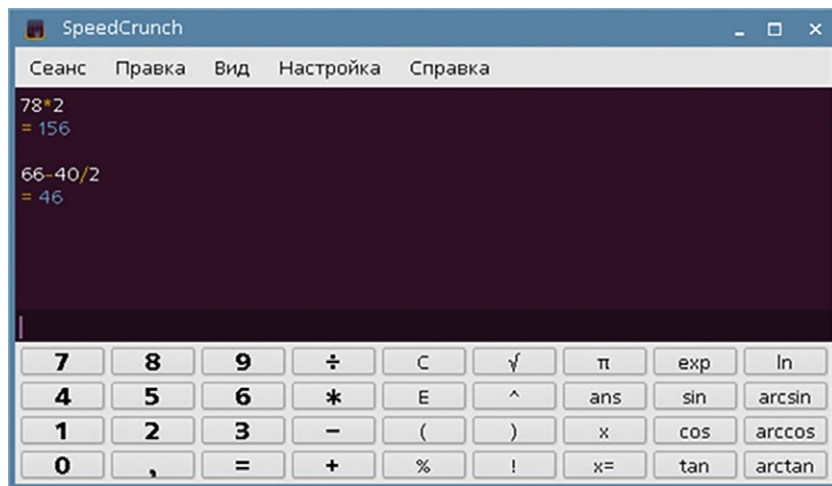 SpeedCrunch
Сеанс Правка Вид Настройка Справка
78*2
= 156
66-40/2
= 46
7 8 9 ÷ C √ π exp ln
4 5 6 * E ^ ans sin arcsin
1 2 3 - ( ) x cos arccos
0 , = + % ! x= tan arctan